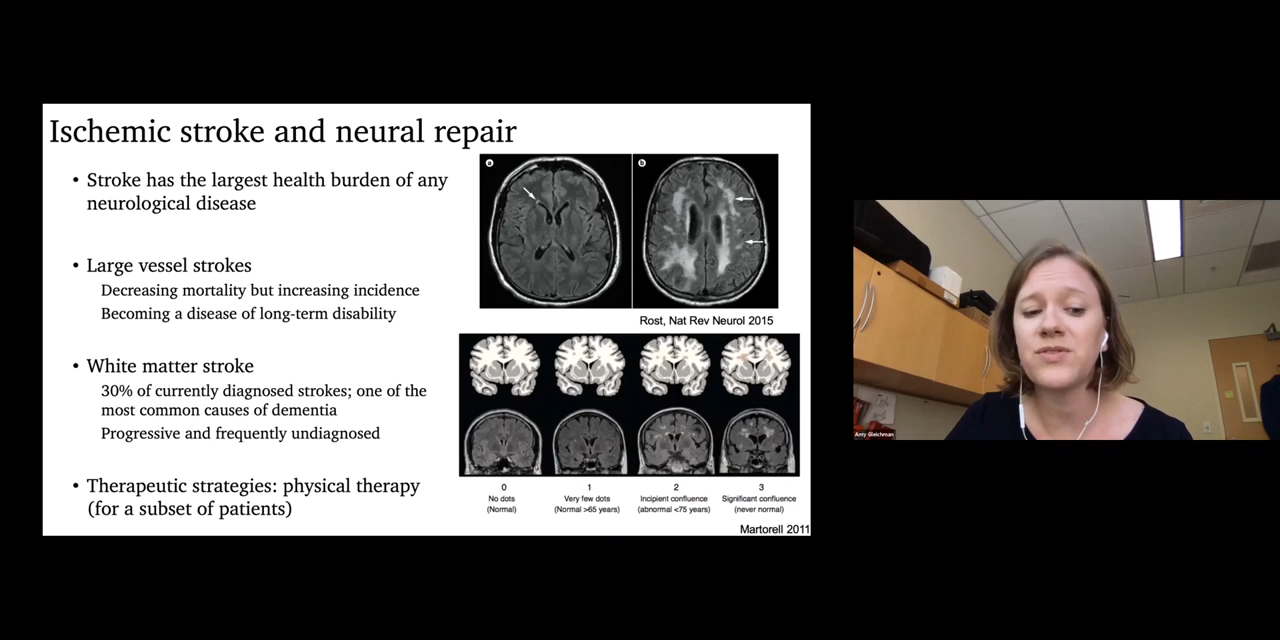 Ischemic stroke and neural repair
• Stroke has the largest health burden of any
neurological disease
• Large vessel strokes
Decreasing mortality but increasing incidence
Becoming a disease of long-term disability
• White matter stroke
30% of currently diagnosed strokes; one of the
most common causes of dementia
Progressive and frequently undiagnosed
• Therapeutic strategies: physical therapy
(for a subset of patients)
a
b
Rost, Nat Rev Neurol 2015
0
No dots
(Normal)
1
Very few dots
(Normal >65 years)
2
Incipient confluence
(abnormal <75 years)
3
Significant confluence
(never normal)
Martorell 2011
Amy Gleichman